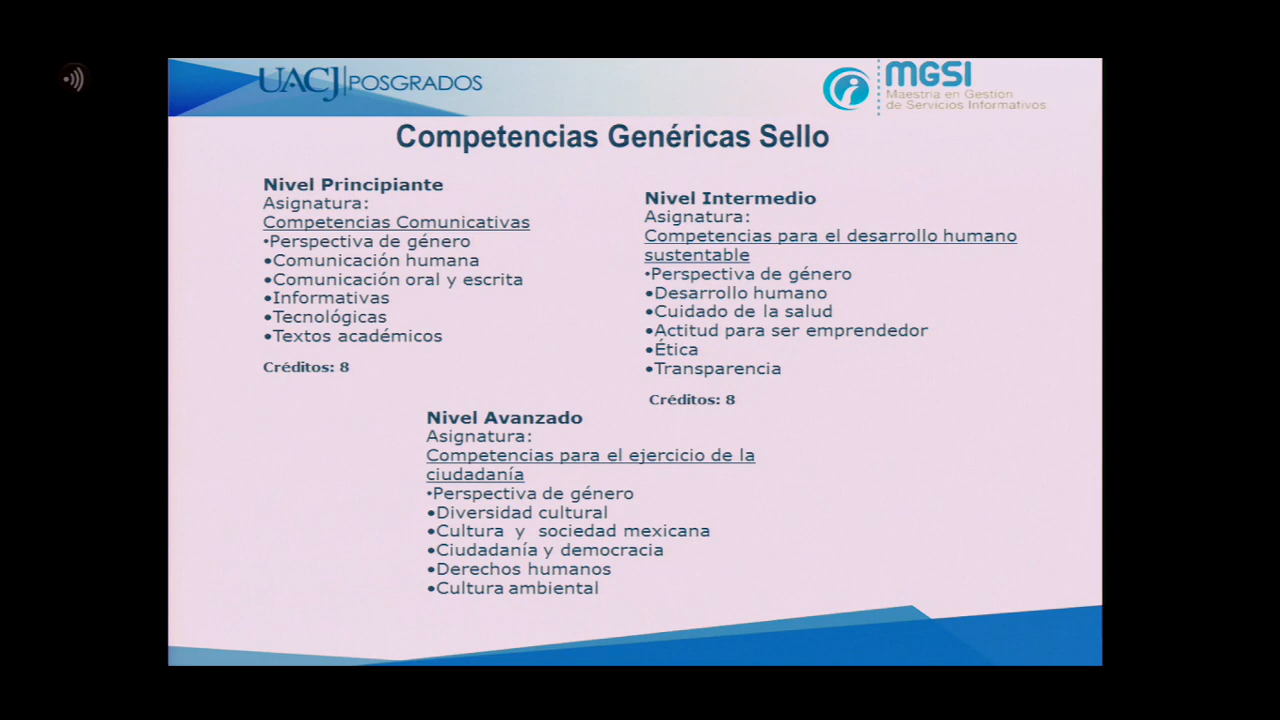 UACJ POSGRADOS
MGSI
Maestría en Gestión
de Servicios Informativos
Competencias Genéricas Sello
Nivel Principiante
Asignatura:
Competencias Comunicativas
•Perspectiva de género
•Comunicación humana
•Comunicación oral y escrita
•Informativas
•Tecnológicas
•Textos académicos
Créditos: 8
Nivel Intermedio
Asignatura:
Competencias para el desarrollo humano
sustentable
•Perspectiva de género
•Desarrollo humano
•Cuidado de la salud
•Actitud para ser emprendedor
•Ética
•Transparencia
Créditos: 8
Nivel Avanzado
Asignatura:
Competencias para el ejercicio de la
ciudadanía
•Perspectiva de género
•Diversidad cultural
•Cultura y sociedad mexicana
•Ciudadanía y democracia
•Derechos humanos
•Cultura ambiental